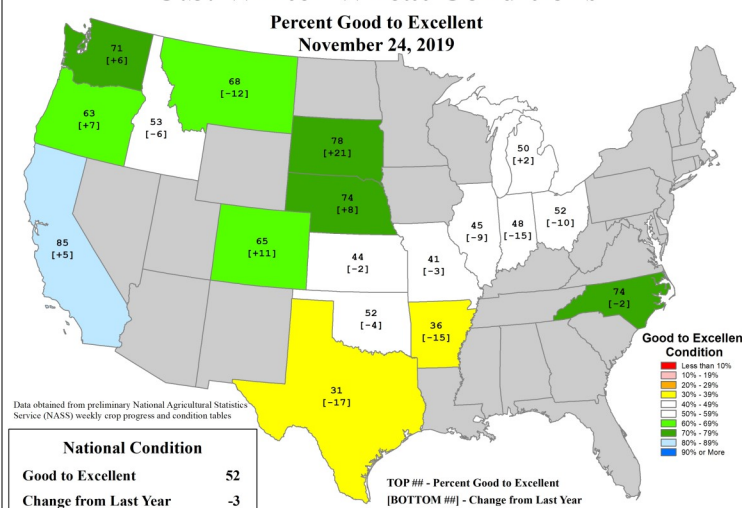 Percent Good to Excellent
November 24, 2019
71
[+6]
68
[-12]
63
[+7]
53
[-6]
78
[+21]
50
[+2]
74
[+8]
85
[+5]
65
[+11]
45
[-9]
48
[-15]
52
[-10]
44
[-2]
41
[-3]
74
[-2]
52
[-4]
36
[-15]
31
[-17]
Good to Excellen
Condition
Less than 10%
10% - 19%
20% - 29%
30% - 39%
40% - 49%
50% - 59%
60% - 69%
70% - 79%
80% - 89%
90% or More
Data obtained from preliminary National Agricultural Statistics
Service (NASS) weekly crop progress and condition tables
National Condition
Good to Excellent 52
Change from Last Year -3
TOP ## - Percent Good to Excellent
[BOTTOM ##] - Change from Last Year